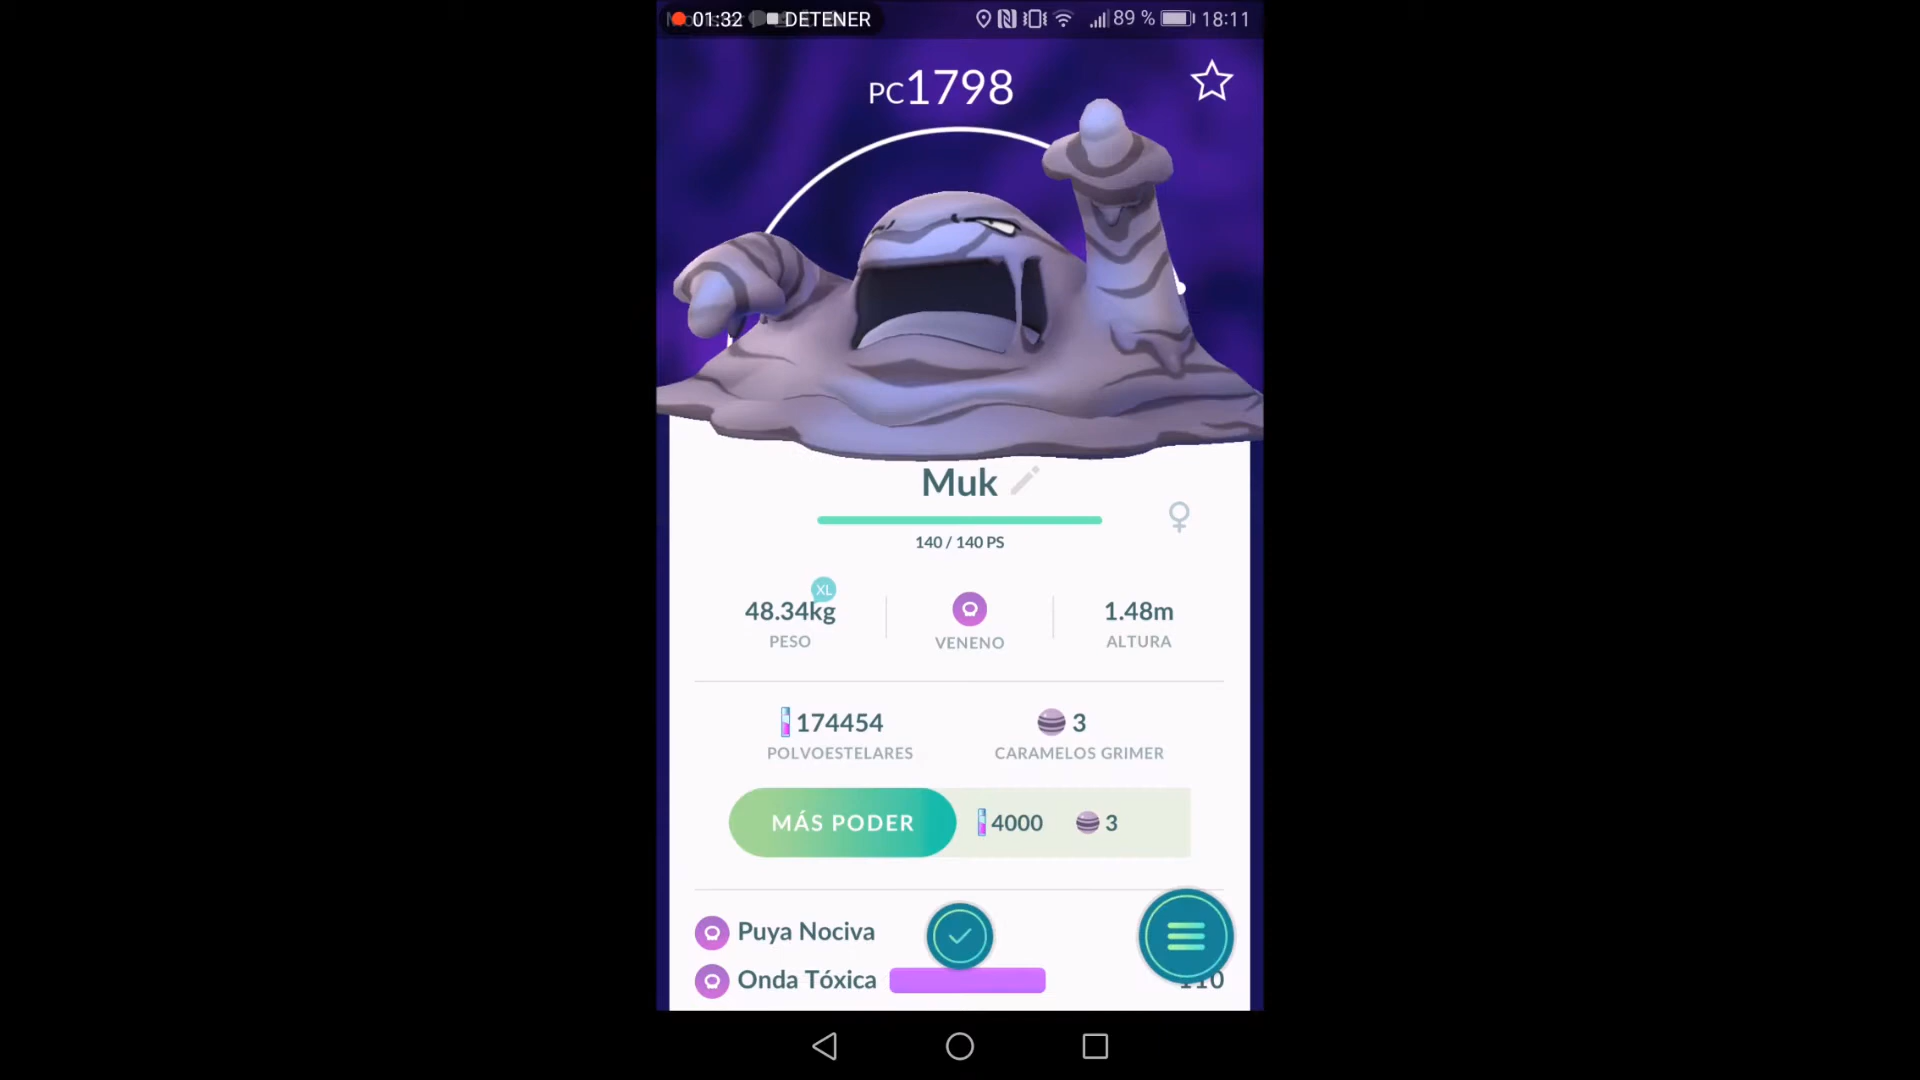 01:32 DETENER 89 % 18:11
PC1798
Muk
140 / 140 PS
XL
48.34kg 1.48m
PESO VENENO ALTURA
174454 3
POLVOESTELARES CARAMELOS GRIMER
MÁS PODER 4000 3
Puya Nociva
Onda Tóxica 110